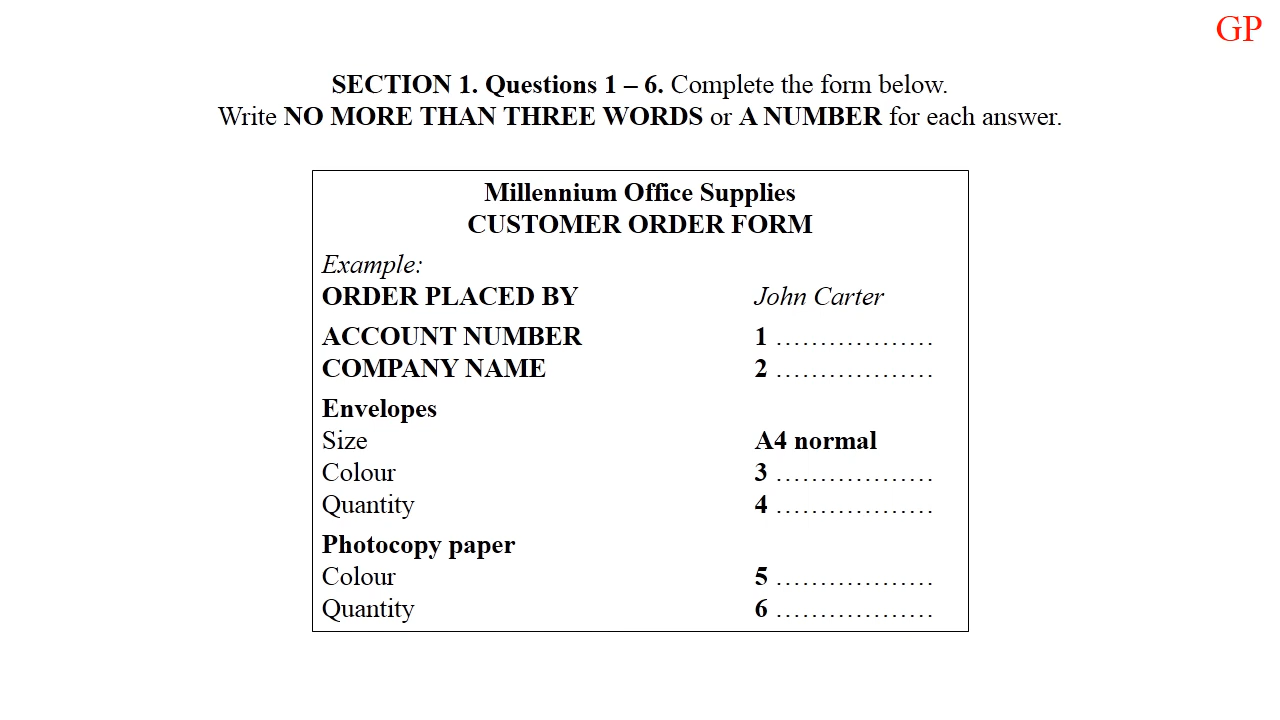 GP
SECTION 1. Questions 1 – 6. Complete the form below.
Write NO MORE THAN THREE WORDS or A NUMBER for each answer.
Millennium Office Supplies
CUSTOMER ORDER FORM
Example:
ORDER PLACED BY John Carter
ACCOUNT NUMBER 1 ..................
COMPANY NAME 2 ..................
Envelopes
Size A4 normal
Colour 3 ..................
Quantity 4 ..................
Photocopy paper
Colour 5 ..................
Quantity 6 ..................